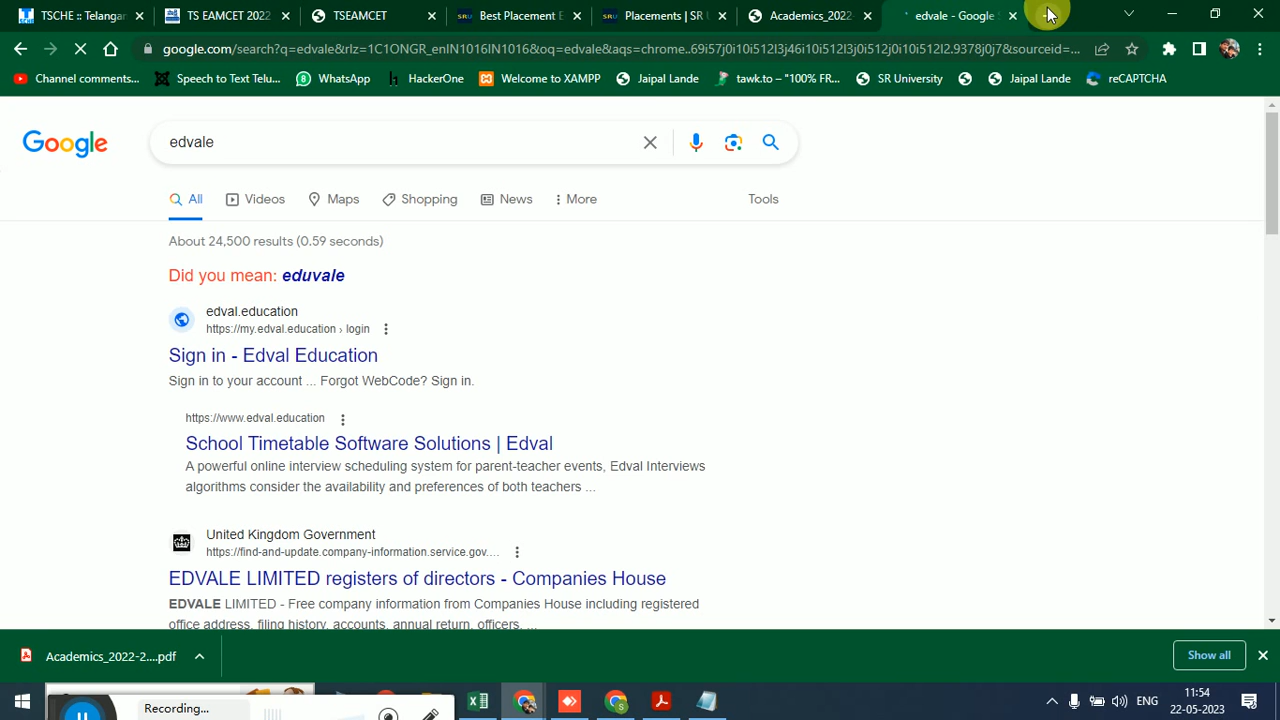 TSCHE :: Telangan
TS EAMCET 2022
TSEAMCET
Best Placement E
Placements | SR U
Academics_2022-
edvale - Google S
google.com/search?q=edvale&rlz=1C1ONGR_enIN1016IN1016&oq=edvale&aqs=chrome..69i57j0i10i512l3j46i10i512l3j0i512j0i10i512l2.9378j0j7&sourceid=...
Channel comments...
Speech to Text Telu...
WhatsApp
HackerOne
Welcome to XAMPP
Jaipal Lande
tawk.to – "100% FR...
SR University
Jaipal Lande
reCAPTCHA
Google
edvale
All
Videos
Maps
Shopping
News
More
Tools
About 24,500 results (0.59 seconds)
Did you mean: eduvale
edval.education
https://my.edval.education › login
Sign in - Edval Education
Sign in to your account ... Forgot WebCode? Sign in.
https://www.edval.education
School Timetable Software Solutions | Edval
A powerful online interview scheduling system for parent-teacher events, Edval Interviews
algorithms consider the availability and preferences of both teachers ...
United Kingdom Government
https://find-and-update.company-information.service.gov....
EDVALE LIMITED registers of directors - Companies House
EDVALE LIMITED - Free company information from Companies House including registered
office address, filing history, accounts, annual return, officers, ...
Academics_2022-2....pdf
Show all
Recording...
ENG
11:54
22-05-2023